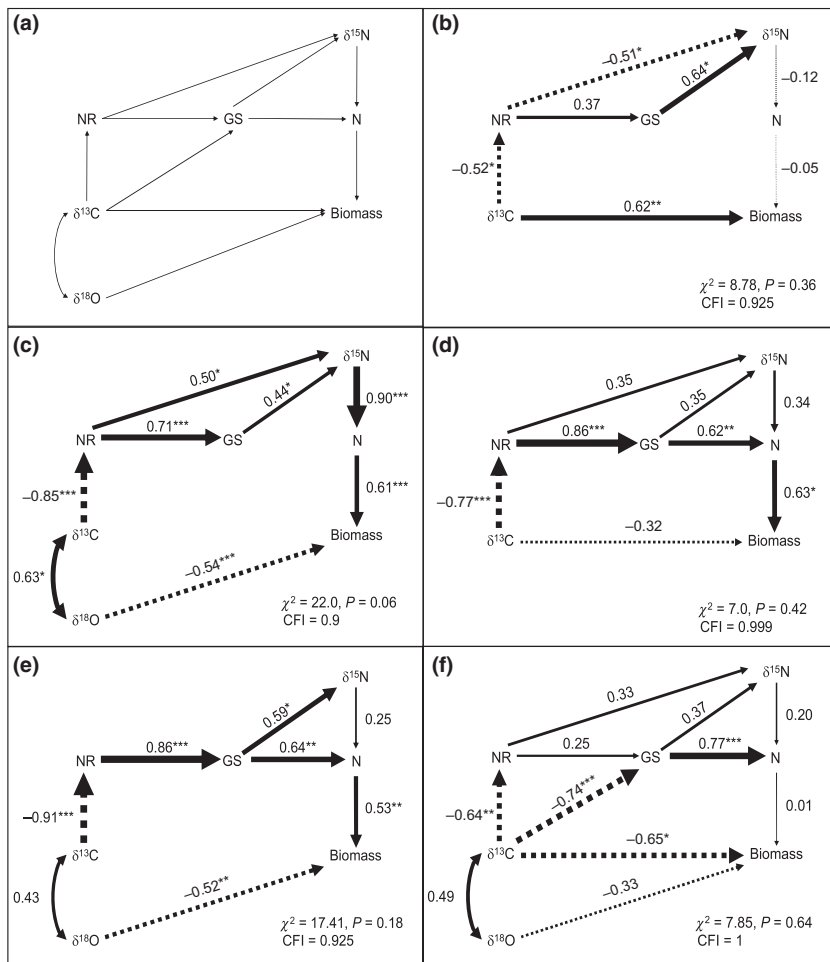 (a)
δ¹⁵N
NR
GS
N
δ¹³C
Biomass
δ¹⁸O
(b)
δ¹⁵N
–0.51*
0.64*
–0.12
NR
0.37
GS
N
–0.52*
–0.05
δ¹³C
0.62**
Biomass
χ² = 8.78, P = 0.36
CFI = 0.925
(c)
δ¹⁵N
0.50*
0.44*
0.90***
NR
0.71***
GS
N
–0.85***
0.61***
δ¹³C
Biomass
0.63*
–0.54***
δ¹⁸O
χ² = 22.0, P = 0.06
CFI = 0.9
(d)
δ¹⁵N
0.35
0.35
0.34
NR
0.86***
GS
0.62**
N
–0.77***
0.63*
δ¹³C
–0.32
Biomass
χ² = 7.0, P = 0.42
CFI = 0.999
(e)
δ¹⁵N
0.59*
0.25
NR
0.86***
GS
0.64**
N
–0.91***
0.53**
δ¹³C
Biomass
0.43
–0.52**
δ¹⁸O
χ² = 17.41, P = 0.18
CFI = 0.925
(f)
δ¹⁵N
0.33
0.37
0.20
NR
0.25
GS
0.77***
N
–0.64**
–0.74***
0.01
δ¹³C
–0.65*
Biomass
0.49
–0.33
δ¹⁸O
χ² = 7.85, P = 0.64
CFI = 1